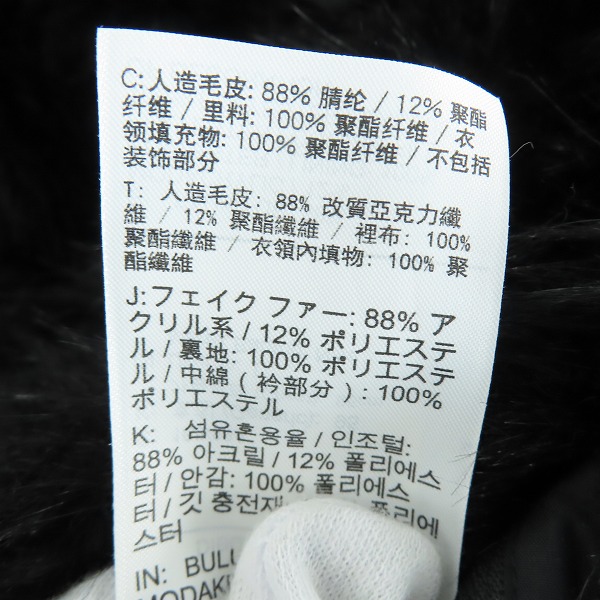 C: 人造毛皮: 88% 腈纶 / 12% 聚酯
纤维 / 里料: 100% 聚酯纤维 / 衣
领填充物: 100% 聚酯纤维 / 不包括
装饰部分
T: 人造毛皮: 88% 改質亞克力纖
維 / 12% 聚酯纖維 / 裡布: 100%
聚酯纖維 / 衣領內填物: 100% 聚
酯纖維
J: フェイク ファー: 88% ア
クリル系 / 12% ポリエステ
ル / 裏地: 100% ポリエステ
ル / 中綿 ( 衿部分 ) : 100%
ポリエステル
K: 섬유혼용율 / 인조털:
88% 아크릴 / 12% 폴리에스
터 / 안감: 100% 폴리에스
터 / 깃 충전재 폴리에
스터
IN: BULU